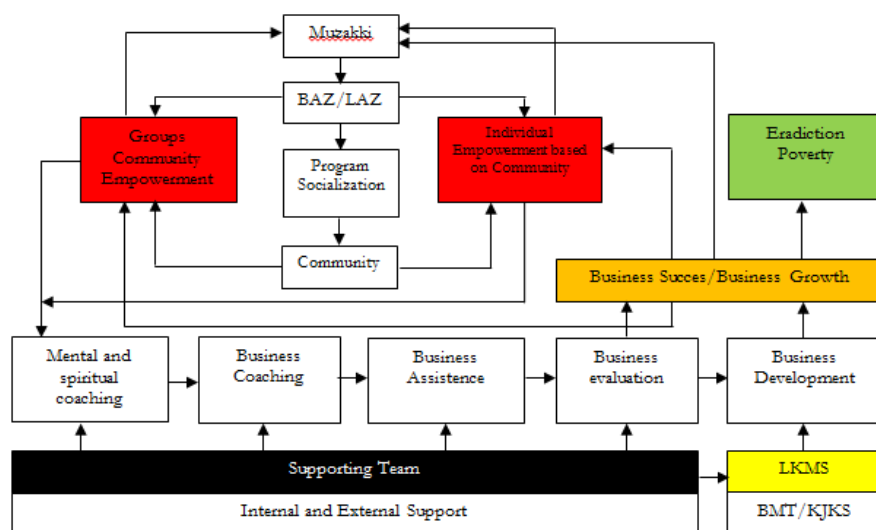 Muzakki
BAZ/LAZ
Groups
Community
Empowerment
Individual
Empowerment based
on Community
Eradiction
Poverty
Program
Socialization
Community
Business Succes/Business Growth
Mental and
spiritual
coaching
Business
Coaching
Business
Assistence
Business
evaluation
Business
Development
Supporting Team
LKMS
Internal and External Support
BMT/KJKS